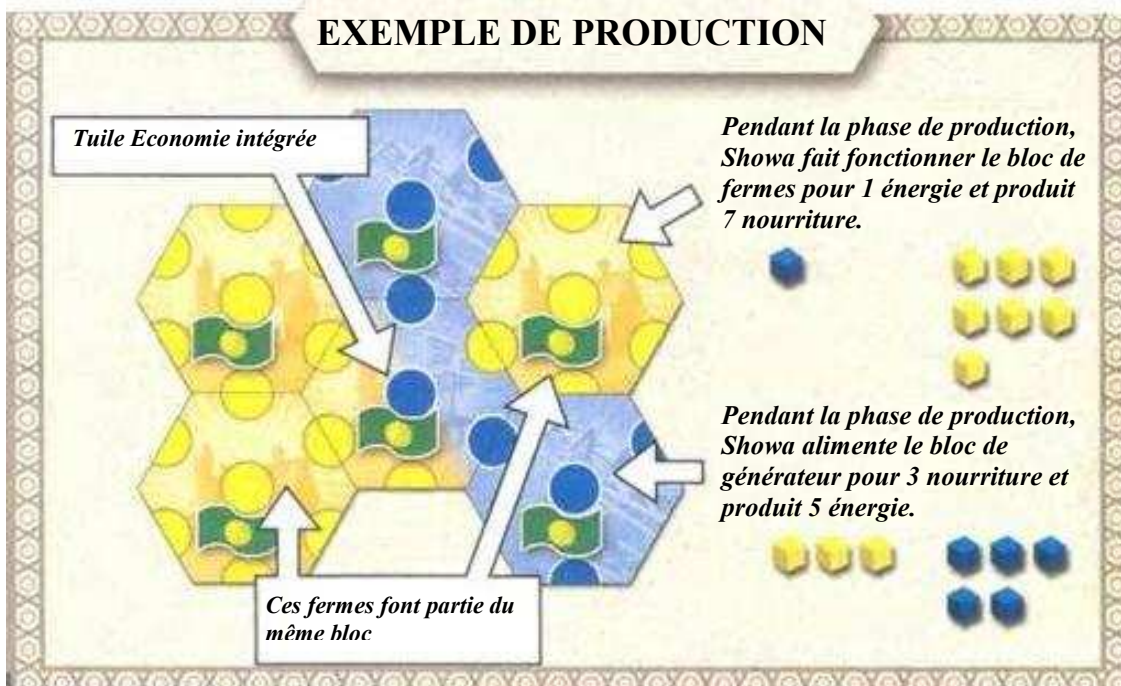 EXEMPLE DE PRODUCTION
Tuile Economie intégrée
Pendant la phase de production,
Showa fait fonctionner le bloc de
fermes pour 1 énergie et produit
7 nourriture.
Pendant la phase de production,
Showa alimente le bloc de
générateur pour 3 nourriture et
produit 5 énergie.
Ces fermes font partie du
même bloc